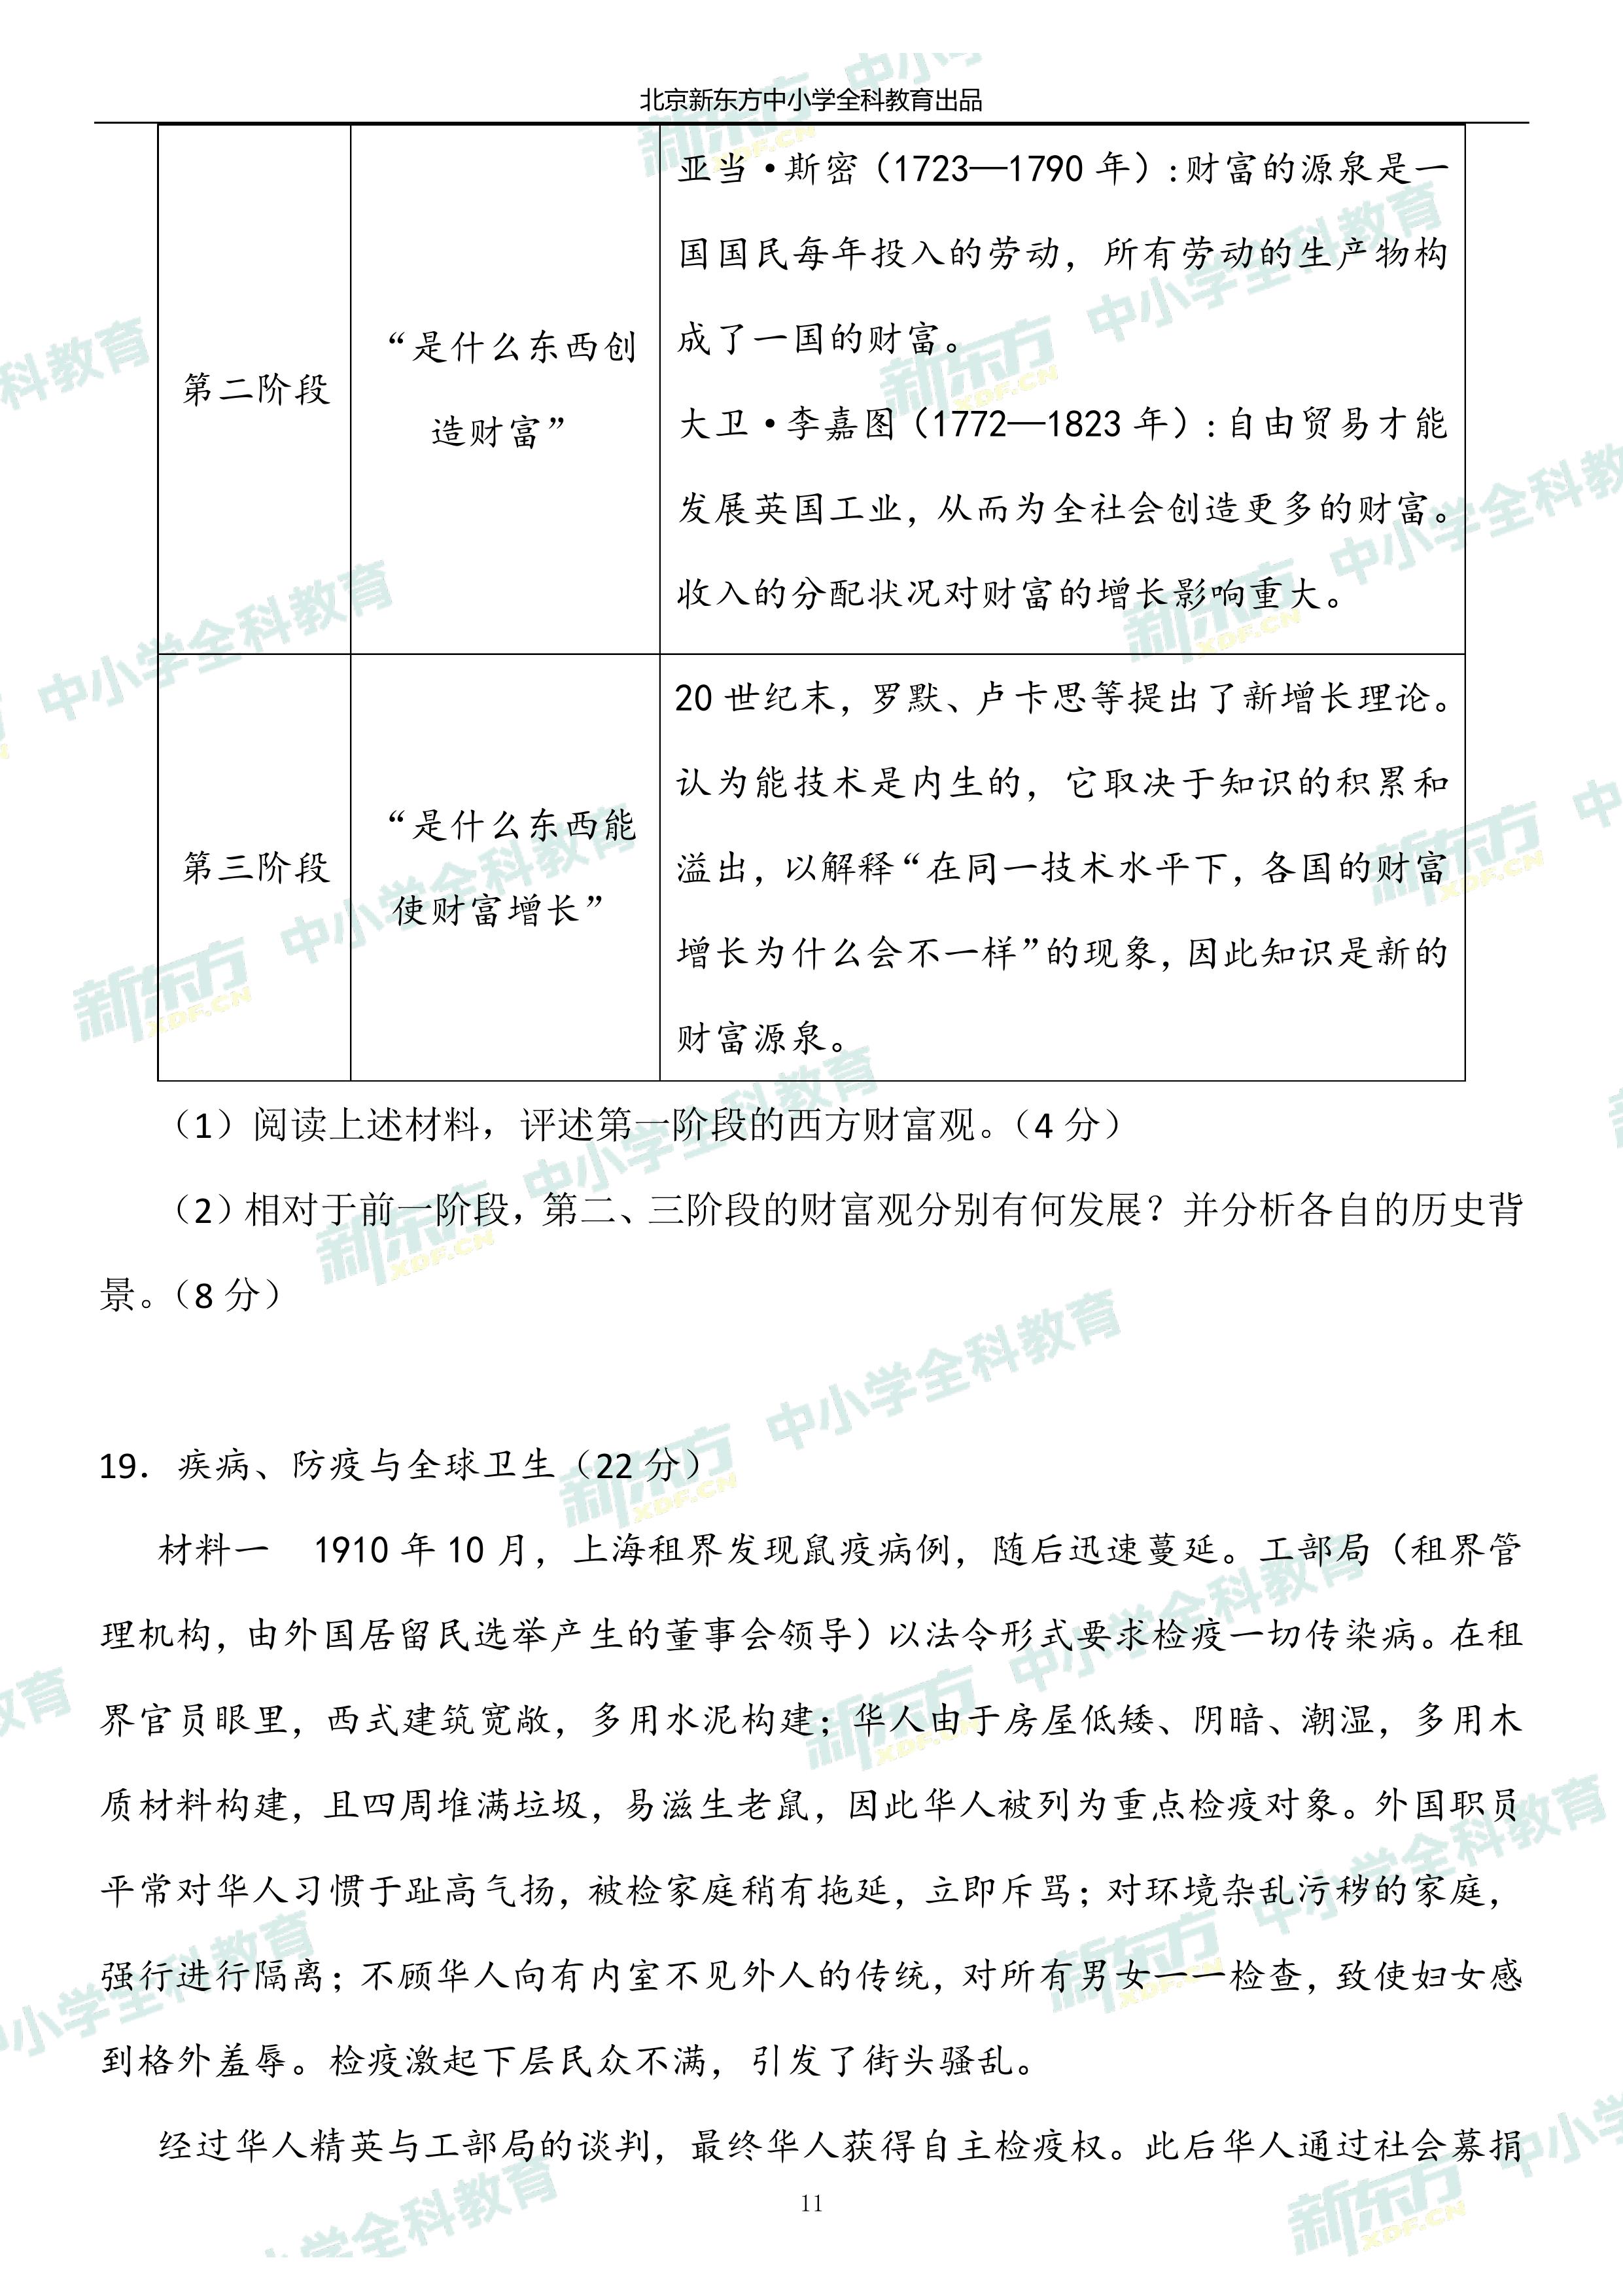 北京新东方中小学全科教育出品
第二阶段
“是什么东西创
造财富”
亚当·斯密（1723—1790 年）:财富的源泉是一
国国民每年投入的劳动，所有劳动的生产物构
成了一国的财富。
大卫·李嘉图（1772—1823 年）:自由贸易才能
发展英国工业，从而为全社会创造更多的财富。
收入的分配状况对财富的增长影响重大。
第三阶段
“是什么东西能
使财富增长”
20 世纪末，罗默、卢卡思等提出了新增长理论。
认为能技术是内生的，它取决于知识的积累和
溢出，以解释“在同一技术水平下，各国的财富
增长为什么会不一样”的现象，因此知识是新的
财富源泉。
（1）阅读上述材料，评述第一阶段的西方财富观。（4 分）
（2）相对于前一阶段，第二、三阶段的财富观分别有何发展？并分析各自的历史背
景。（8 分）
19．疾病、防疫与全球卫生（22 分）
材料一　1910 年 10 月，上海租界发现鼠疫病例，随后迅速蔓延。工部局（租界管
理机构，由外国居留民选举产生的董事会领导）以法令形式要求检疫一切传染病。在租
界官员眼里，西式建筑宽敞，多用水泥构建；华人由于房屋低矮、阴暗、潮湿，多用木
质材料构建，且四周堆满垃圾，易滋生老鼠，因此华人被列为重点检疫对象。外国职员
平常对华人习惯于趾高气扬，被检家庭稍有拖延，立即斥骂；对环境杂乱污秽的家庭，
强行进行隔离；不顾华人向有内室不见外人的传统，对所有男女一一检查，致使妇女感
到格外羞辱。检疫激起下层民众不满，引发了街头骚乱。
经过华人精英与工部局的谈判，最终华人获得自主检疫权。此后华人通过社会募捐
11
新东方 XDF.CN 中小学全科教育